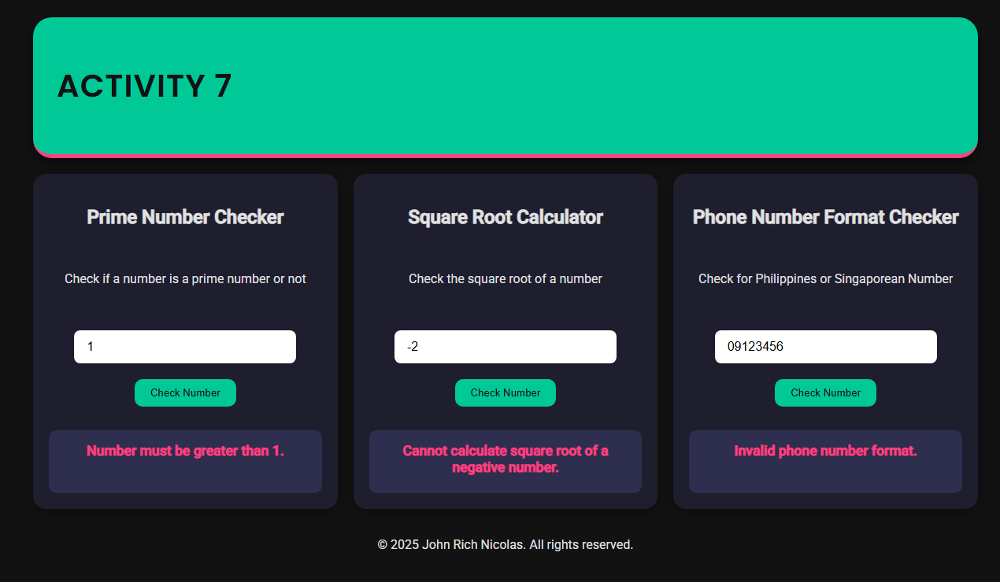 ACTIVITY 7
Prime Number Checker
Check if a number is a prime number or not
1
Check Number
Number must be greater than 1.
Square Root Calculator
Check the square root of a number
-2
Check Number
Cannot calculate square root of a
negative number.
Phone Number Format Checker
Check for Philippines or Singaporean Number
09123456
Check Number
Invalid phone number format.
© 2025 John Rich Nicolas. All rights reserved.